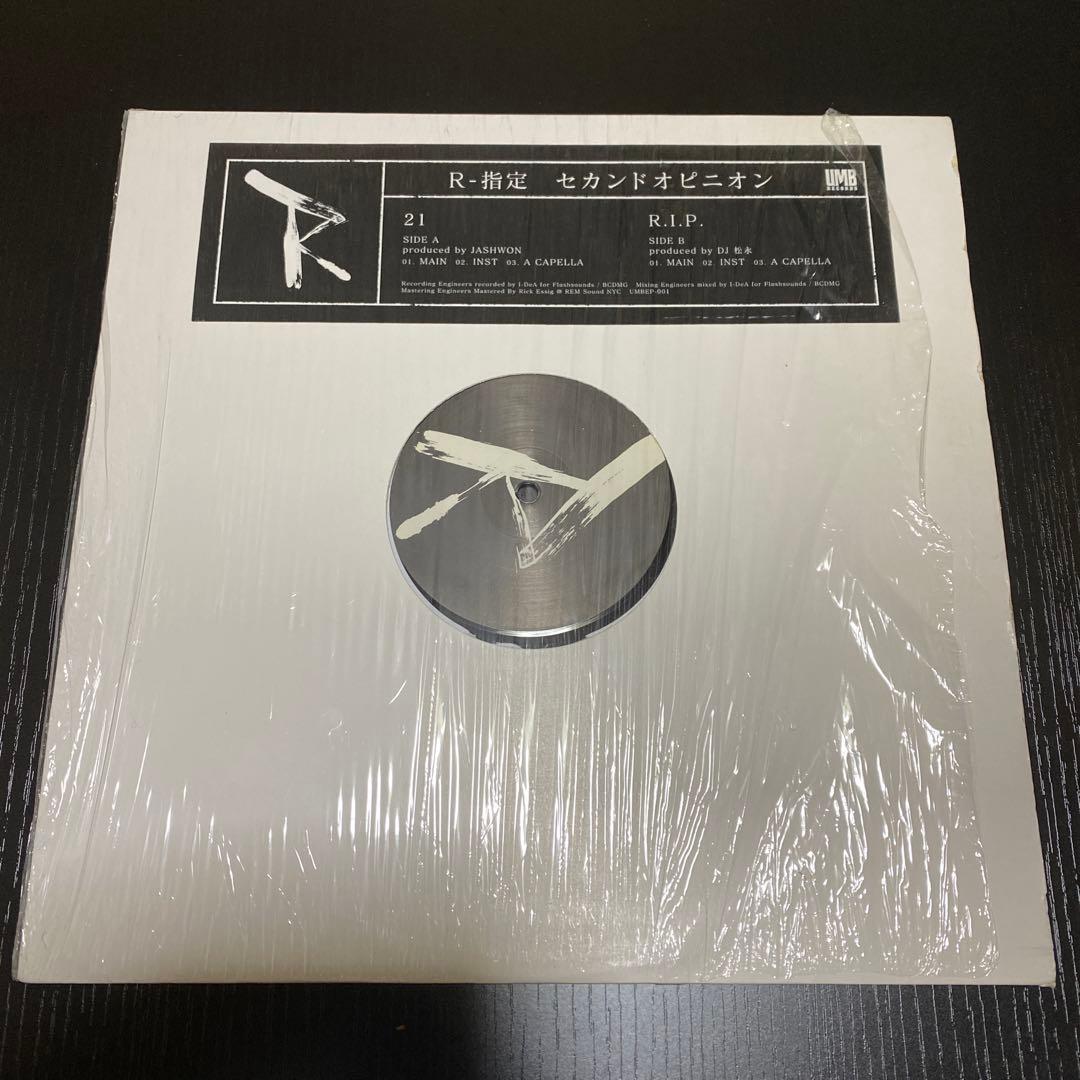 R-指定 セカンドオピニオン
UMB
RECORDS
21
SIDE A
produced by JASHWON
01. MAIN 02. INST 03. A CAPELLA
R.I.P.
SIDE B
produced by DJ 松永
01. MAIN 02. INST 03. A CAPELLA
Recording Engineers recorded by I-DeA for Flashsounds / BCDMG Mixing Engineers mixed by I-DeA for Flashsounds / BCDMG
Mastering Engineers Mastered By Rick Essig @ REM Sound NYC UMBEP-001